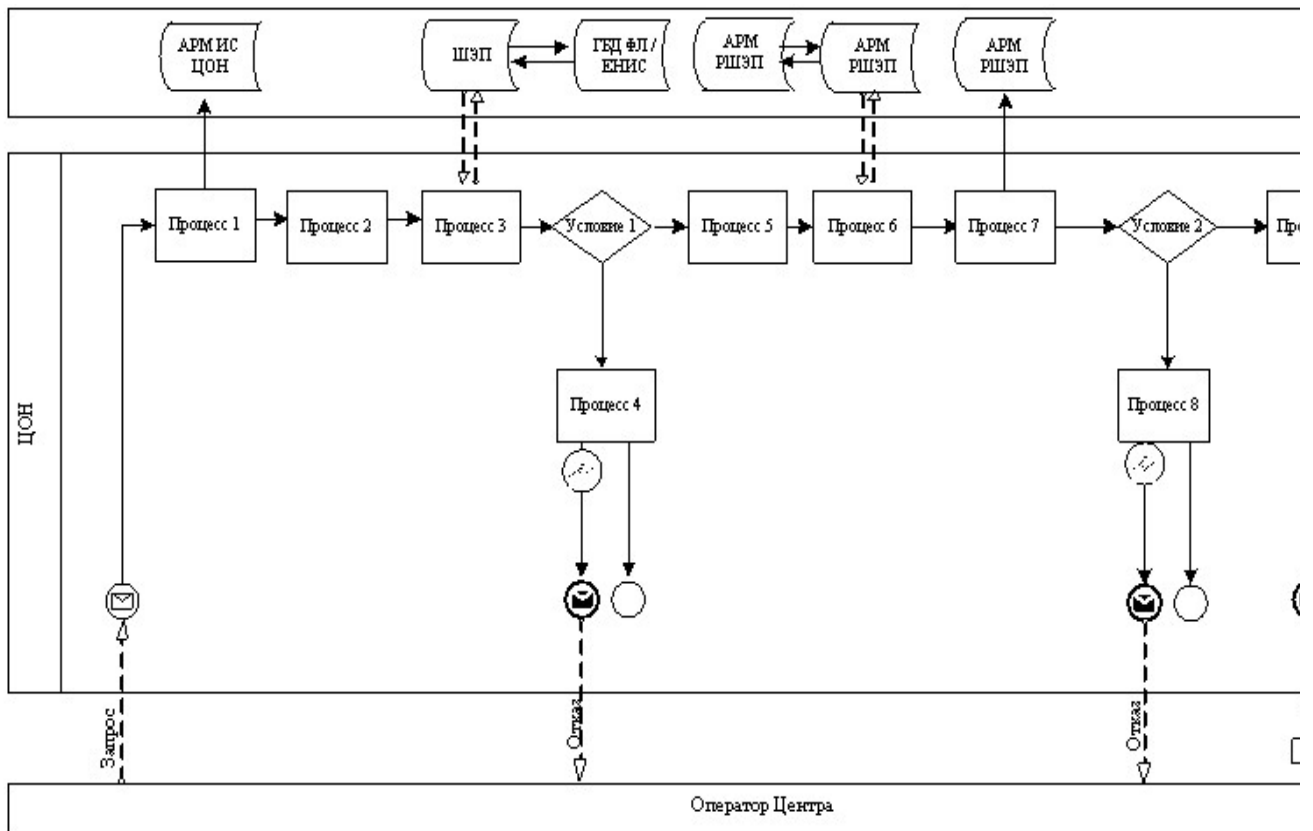 АРМ ИС
ЦОН
ШЭП
ГБД ФЛ /
ЕНИС
АРМ
РШЭП
АРМ
РШЭП
АРМ
РШЭП
Процесс 1
Процесс 2
Процесс 3
Условие 1
Процесс 5
Процесс 6
Процесс 7
Условие 2
Про
Процесс 4
Процесс 8
ЦОН
Запрос
Отказ
Отказ
Оператор Центра